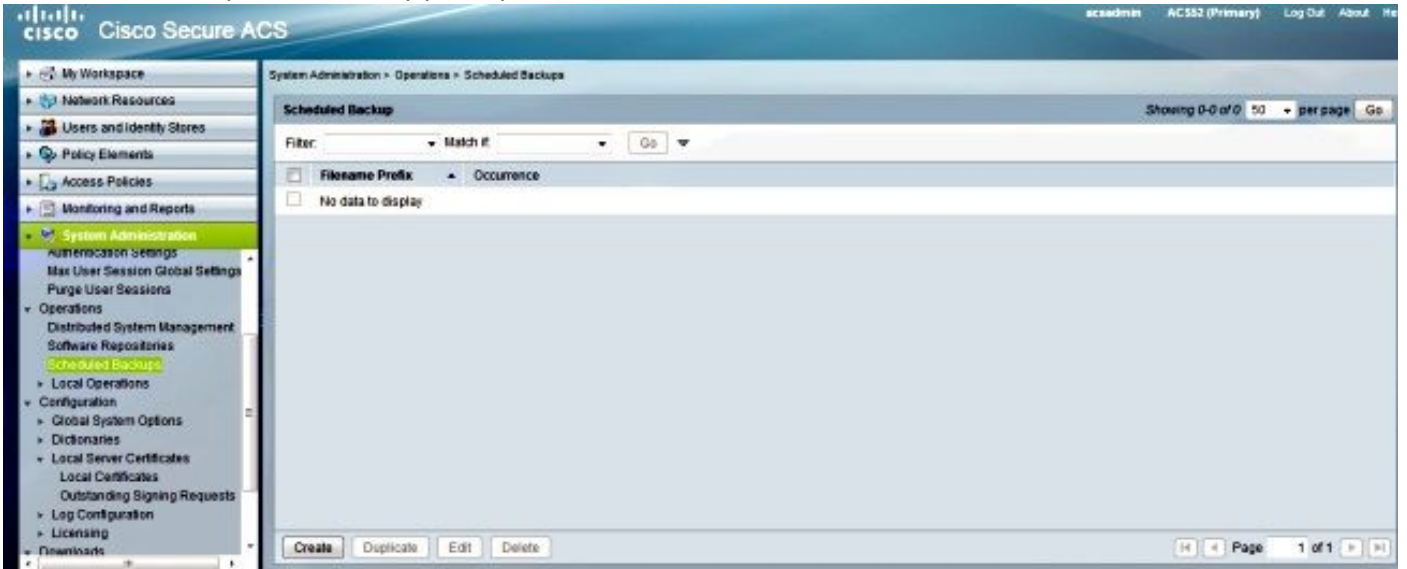 acsadmin ACS52 (Primary) Log Out About He
CISCO Cisco Secure ACS
My Workspace
Network Resources
Users and Identity Stores
Policy Elements
Access Policies
Monitoring and Reports
System Administration
Authentication Settings
Max User Session Global Settings
Purge User Sessions
Operations
Distributed System Management
Software Repositories
Scheduled Backups
Local Operations
Configuration
Global System Options
Dictionaries
Local Server Certificates
Local Certificates
Outstanding Signing Requests
Log Configuration
Licensing
Downloads
System Administration > Operations > Scheduled Backups
Scheduled Backup Showing 0-0 of 0 50 per page Go
Filter: Match if: Go
Filename Prefix Occurrence
No data to display
Create Duplicate Edit Delete Page 1 of 1